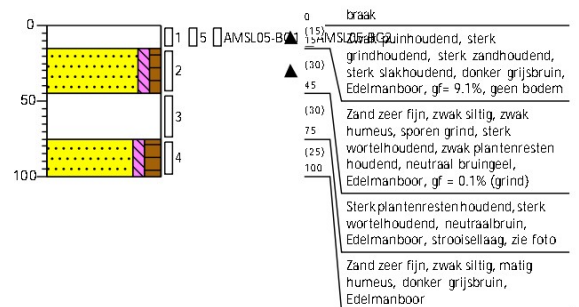 0
50
100
1
5
2
3
4
0
(15)
(30)
45
(30)
75
(25)
100
braak
Zwak puinhoudend, sterk
grindhoudend, sterk zandhoudend,
sterk slakhoudend, donker grijsbruin,
Edelmanboor, gf= 9.1%, geen bodem
Zand zeer fijn, zwak siltig, zwak
humeus, sporen grind, sterk
wortelhoudend, zwak plantenresten
houdend, neutraal bruingeel,
Edelmanboor, gf = 0.1% (grind)
Sterk plantenrestenhoudend, sterk
wortelhoudend, neutraalbruin,
Edelmanboor, strooisellaag, zie foto
Zand zeer fijn, zwak siltig, matig
humeus, donker grijsbruin,
Edelmanboor